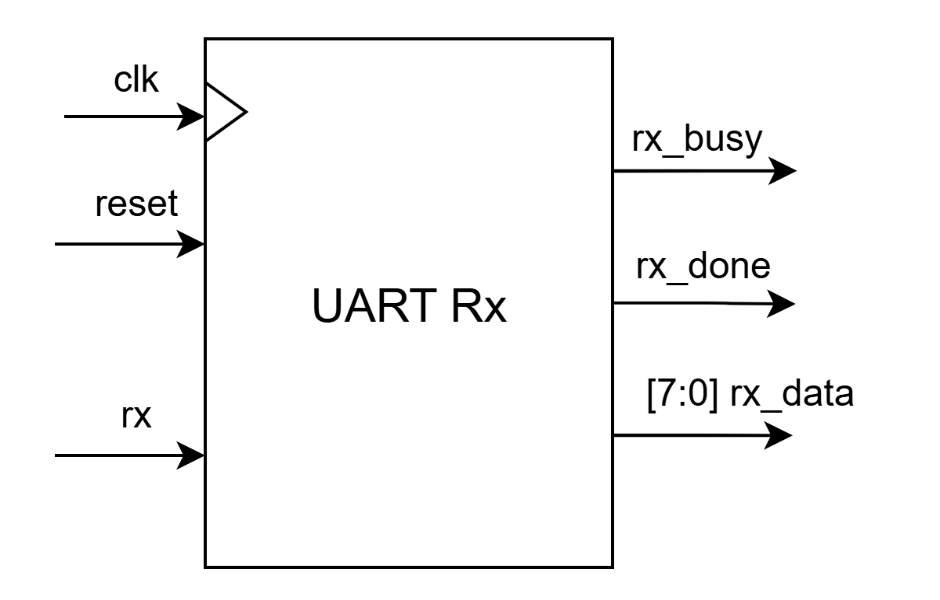 clk
reset
rx
UART Rx
rx_busy
rx_done
[7:0] rx_data